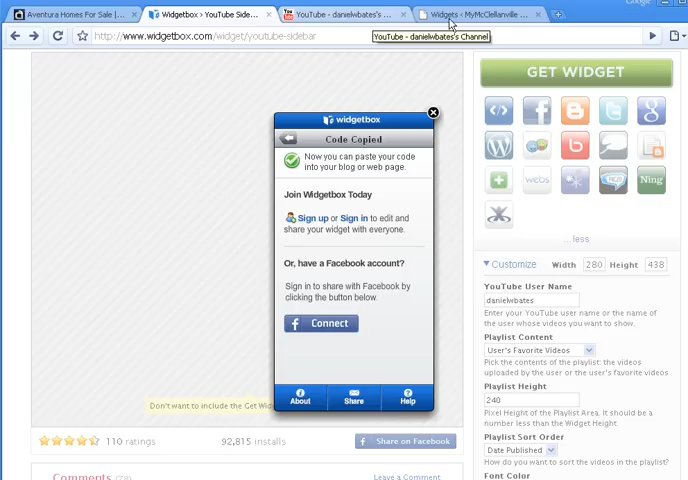 Google
Aventura Homes For Sale |
Widgetbox › YouTube Side...
YouTube - danielwbates's ...
Widgets ‹ MyMcClellanville ...
http://www.widgetbox.com/widget/youtube-sidebar
YouTube - danielwbates's Channel
GET WIDGET
widgetbox
Code Copied
Now you can paste your code
into your blog or web page.
Join Widgetbox Today
Sign up or Sign in to edit and
share your widget with everyone.
Or, have a Facebook account?
Sign in to share with Facebook by
clicking the button below.
Connect
About
Share
Help
Don't want to include the Get Wid
110 ratings
92,815 installs
Share on Facebook
Comments (78)
Leave a Comment
webs
Ning
... less
Customize Width 280 Height 438
YouTube User Name
danielwbates
Enter your YouTube user name or the name of
the user whose videos you want to show.
Playlist Content
User's Favorite Videos
Pick the contents of the playlist: the videos
uploaded by the user or the user's favorite videos
Playlist Height
240
Pixel Height of the Playlist Area. It should be a
number less than the Widget Height.
Playlist Sort Order
Date Published
How do you want to sort the videos in the playlist?
Font Color